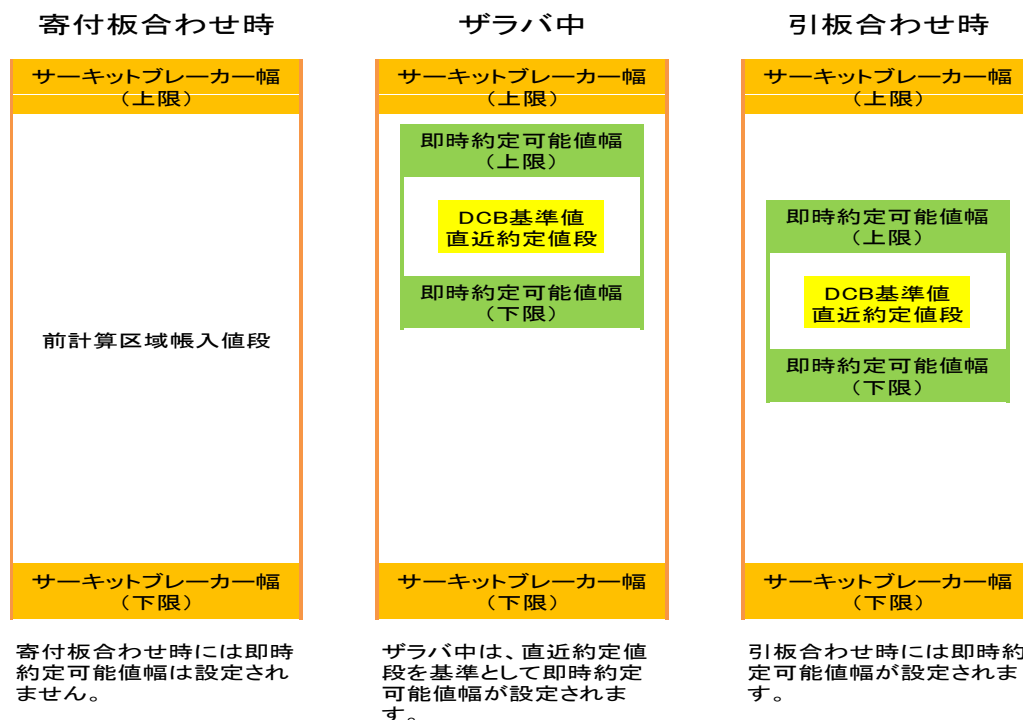 寄付板合わせ時
サーキットブレーカー幅
（上限）
前計算区域帳入値段
サーキットブレーカー幅
（下限）
寄付板合わせ時には即時
約定可能値幅は設定され
ません。
ザラバ中
サーキットブレーカー幅
（上限）
即時約定可能値幅
（上限）
DCB基準値
直近約定値段
即時約定可能値幅
（下限）
サーキットブレーカー幅
（下限）
ザラバ中は、直近約定値
段を基準として即時約定
可能値幅が設定されま
す。
引板合わせ時
サーキットブレーカー幅
（上限）
即時約定可能値幅
（上限）
DCB基準値
直近約定値段
即時約定可能値幅
（下限）
サーキットブレーカー幅
（下限）
引板合わせ時には即時約
定可能値幅が設定されま
す。